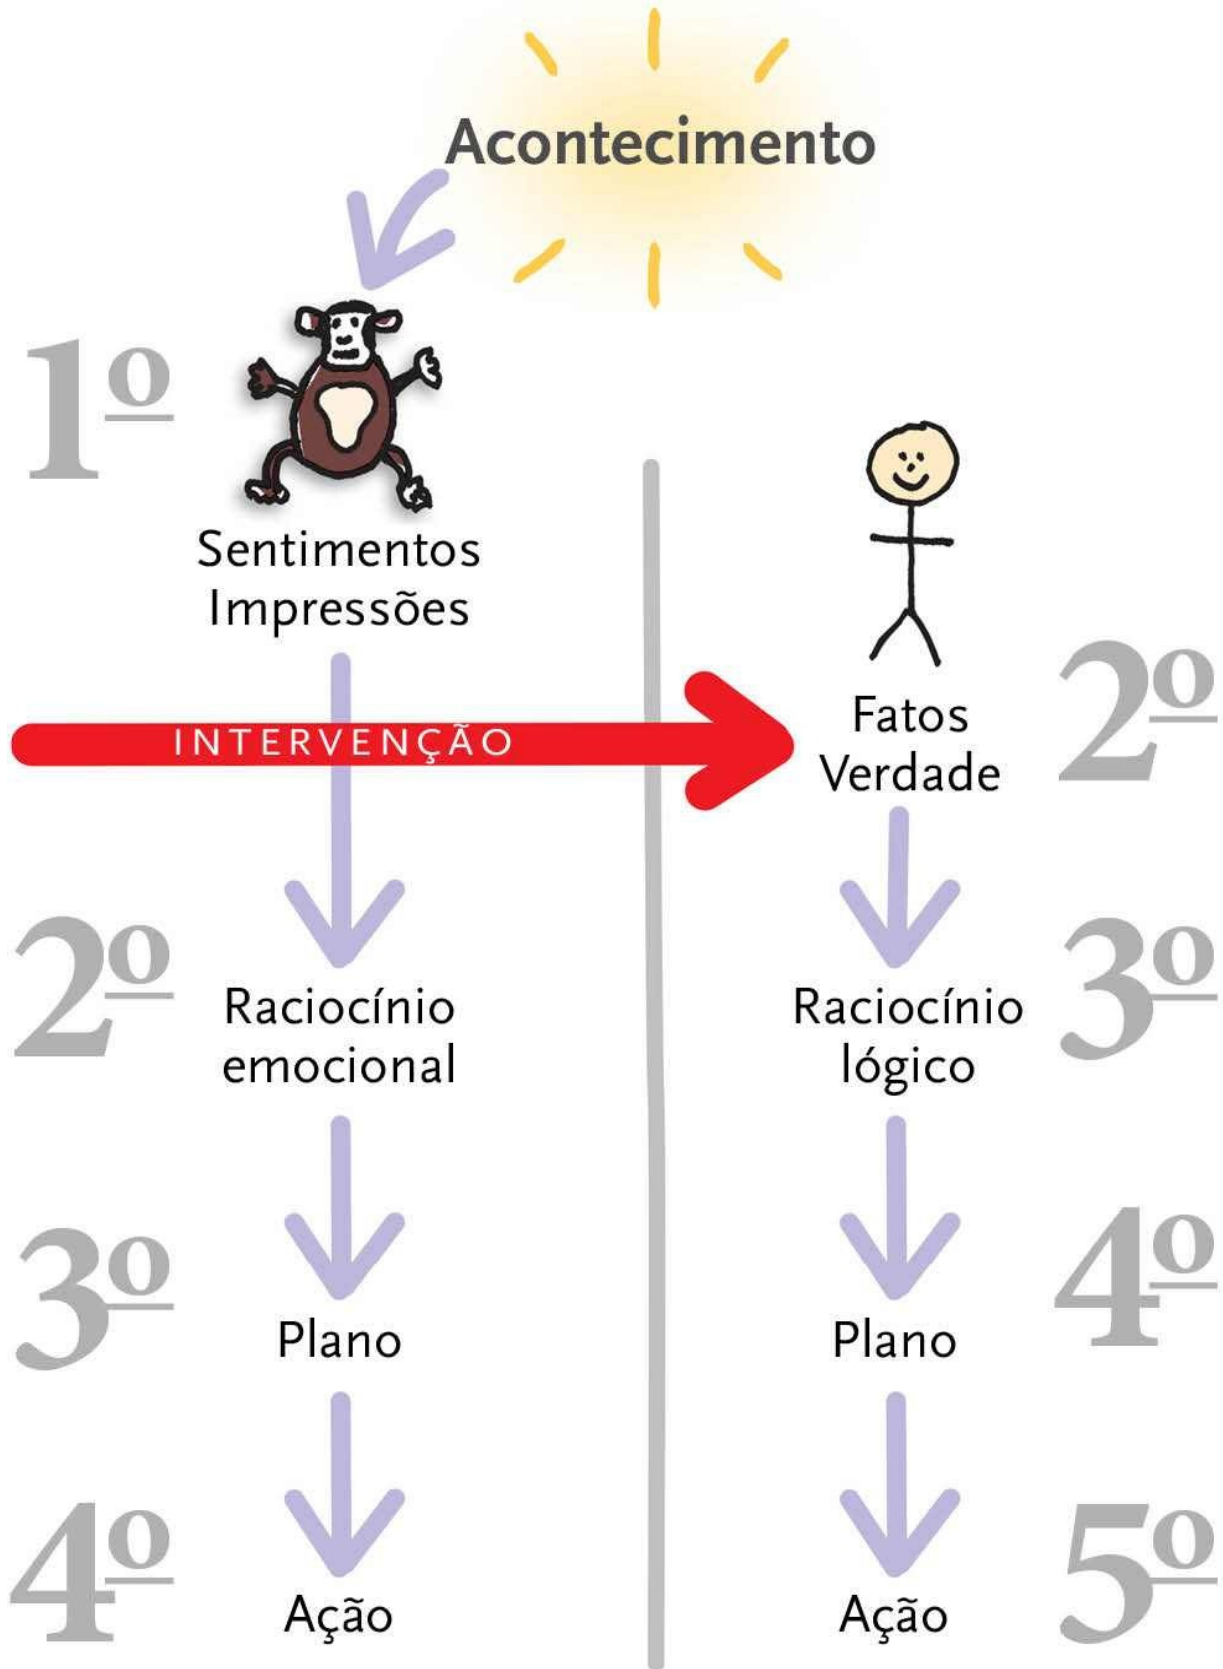 Acontecimento
1º
Sentimentos
Impressões
INTERVENÇÃO
Fatos
Verdade
2º
2º
Raciocínio
emocional
Raciocínio
lógico
3º
3º
Plano
Plano
4º
4º
Ação
Ação
5º